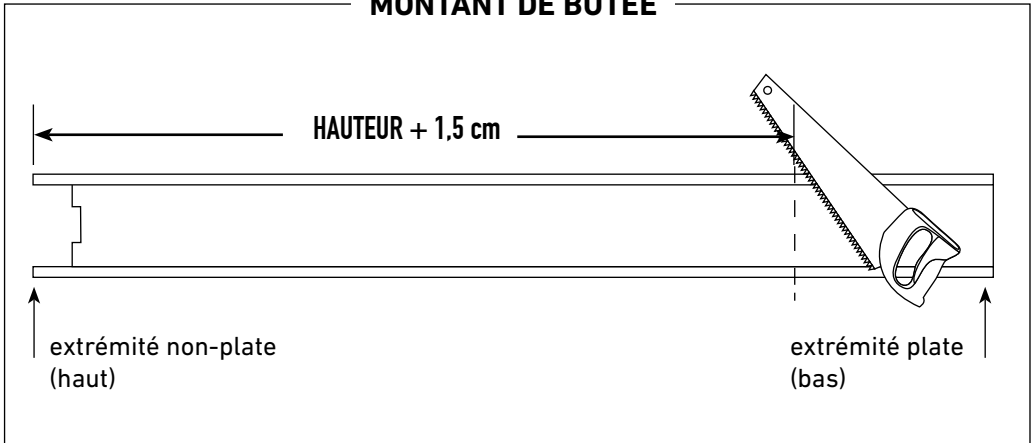 MONTANT DE BUTÉE
HAUTEUR + 1,5 cm
extrémité non-plate
(haut)
extrémité plate
(bas)